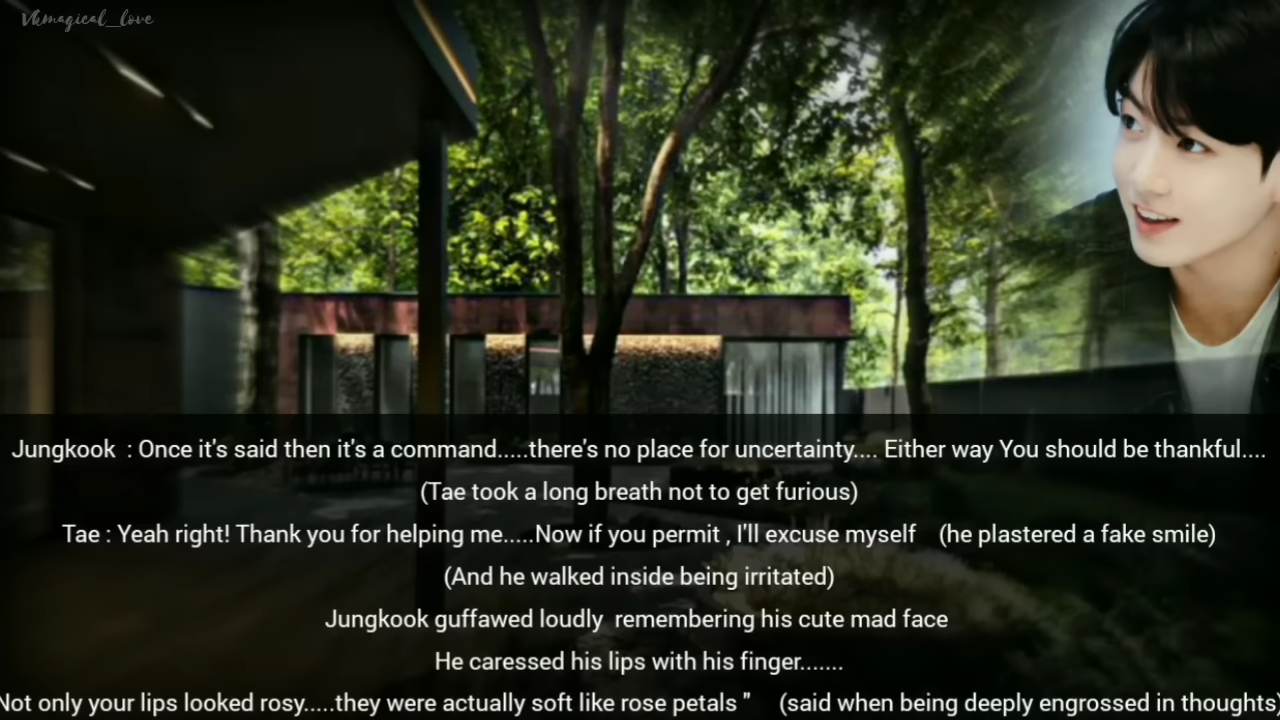 Vkmagical_love
Jungkook : Once it's said then it's a command.....there's no place for uncertainty.... Either way You should be thankful....
(Tae took a long breath not to get furious)
Tae : Yeah right! Thank you for helping me.....Now if you permit , I'll excuse myself (he plastered a fake smile)
(And he walked inside being irritated)
Jungkook guffawed loudly remembering his cute mad face
He caressed his lips with his finger.......
Not only your lips looked rosy.....they were actually soft like rose petals " (said when being deeply engrossed in thoughts)